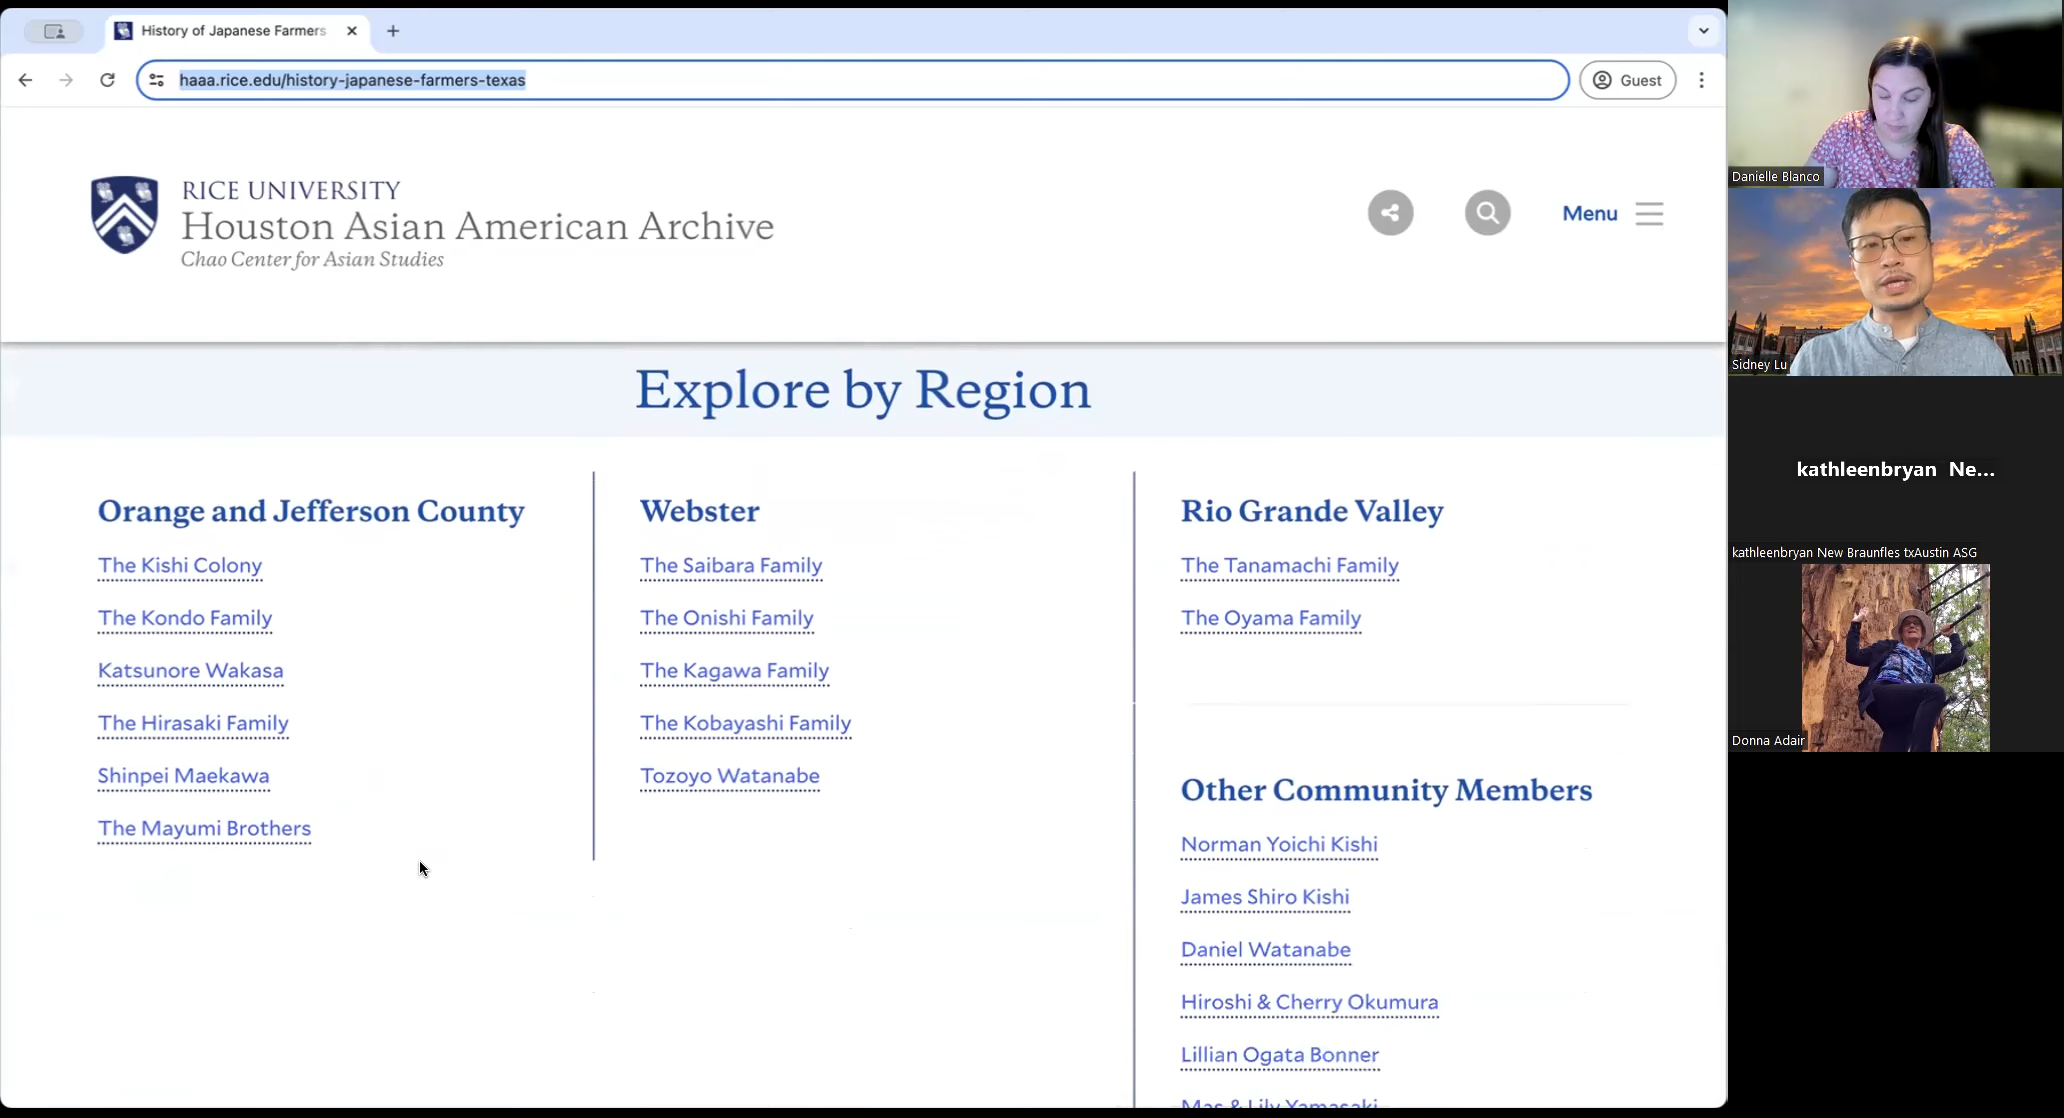 History of Japanese Farmers
haaa.rice.edu/history-japanese-farmers-texas
Guest
RICE UNIVERSITY
Houston Asian American Archive
Chao Center for Asian Studies
Menu
Explore by Region
Orange and Jefferson County
The Kishi Colony
The Kondo Family
Katsunore Wakasa
The Hirasaki Family
Shinpei Maekawa
The Mayumi Brothers
Webster
The Saibara Family
The Onishi Family
The Kagawa Family
The Kobayashi Family
Tozoyo Watanabe
Rio Grande Valley
The Tanamachi Family
The Oyama Family
Other Community Members
Norman Yoichi Kishi
James Shiro Kishi
Daniel Watanabe
Hiroshi & Cherry Okumura
Lillian Ogata Bonner
Mas & Lily Yamasaki
Danielle Blanco
Sidney Lu
kathleenbryan Ne...
kathleenbryan New Braunfles txAustin ASG
Donna Adair